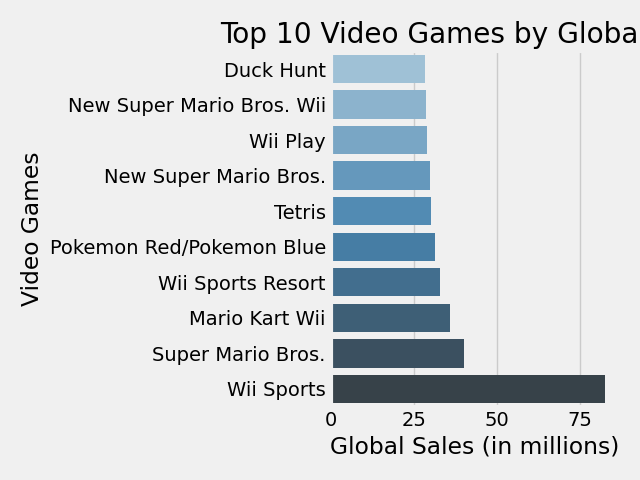 Top 10 Video Games by Globa
Duck Hunt
New Super Mario Bros. Wii
Wii Play
New Super Mario Bros.
Tetris
Pokemon Red/Pokemon Blue
Wii Sports Resort
Mario Kart Wii
Super Mario Bros.
Wii Sports
Video Games
0 25 50 75
Global Sales (in millions)